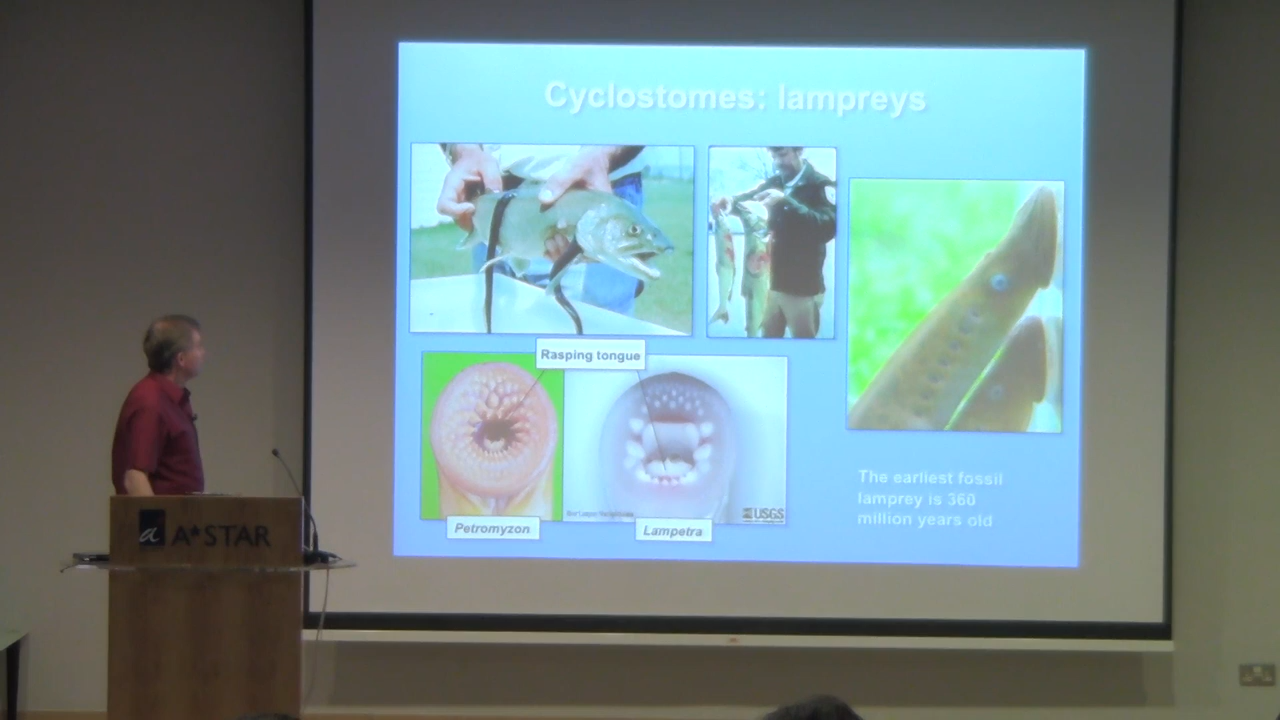 Cyclostomes: lampreys
Rasping tongue
USGS
Petromyzon
Lampetra
The earliest fossil
lamprey is 360
million years old
a A*STAR